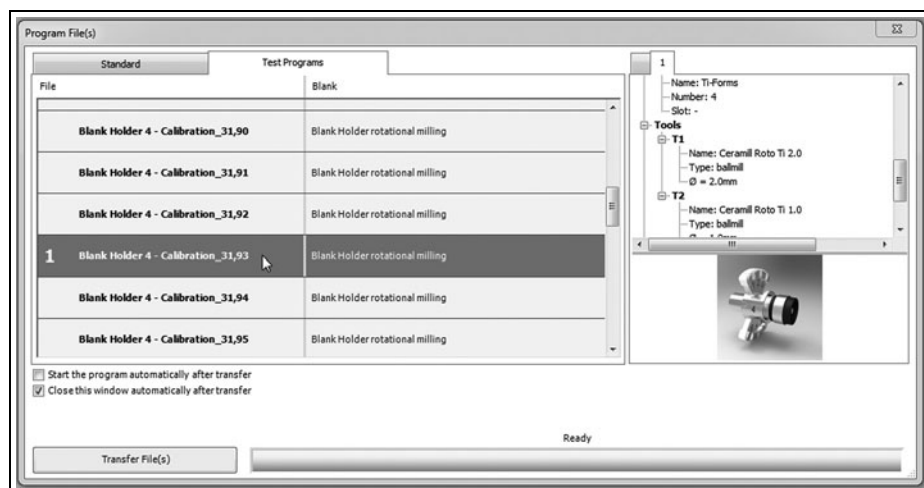 Program File(s)
Standard
Test Programs
File
Blank
Blank Holder 4 - Calibration_31,90
Blank Holder rotational milling
Blank Holder 4 - Calibration_31,91
Blank Holder rotational milling
Blank Holder 4 - Calibration_31,92
Blank Holder rotational milling
1
Blank Holder 4 - Calibration_31,93
Blank Holder rotational milling
Blank Holder 4 - Calibration_31,94
Blank Holder rotational milling
Blank Holder 4 - Calibration_31,95
Blank Holder rotational milling
Start the program automatically after transfer
Close this window automatically after transfer
Transfer File(s)
Ready
1
Name: Ti-Forms
Number: 4
Slot: -
Tools
T1
Name: Ceramill Roto Ti 2.0
Type: ballmill
Ø = 2.0mm
T2
Name: Ceramill Roto Ti 1.0
Type: ballmill